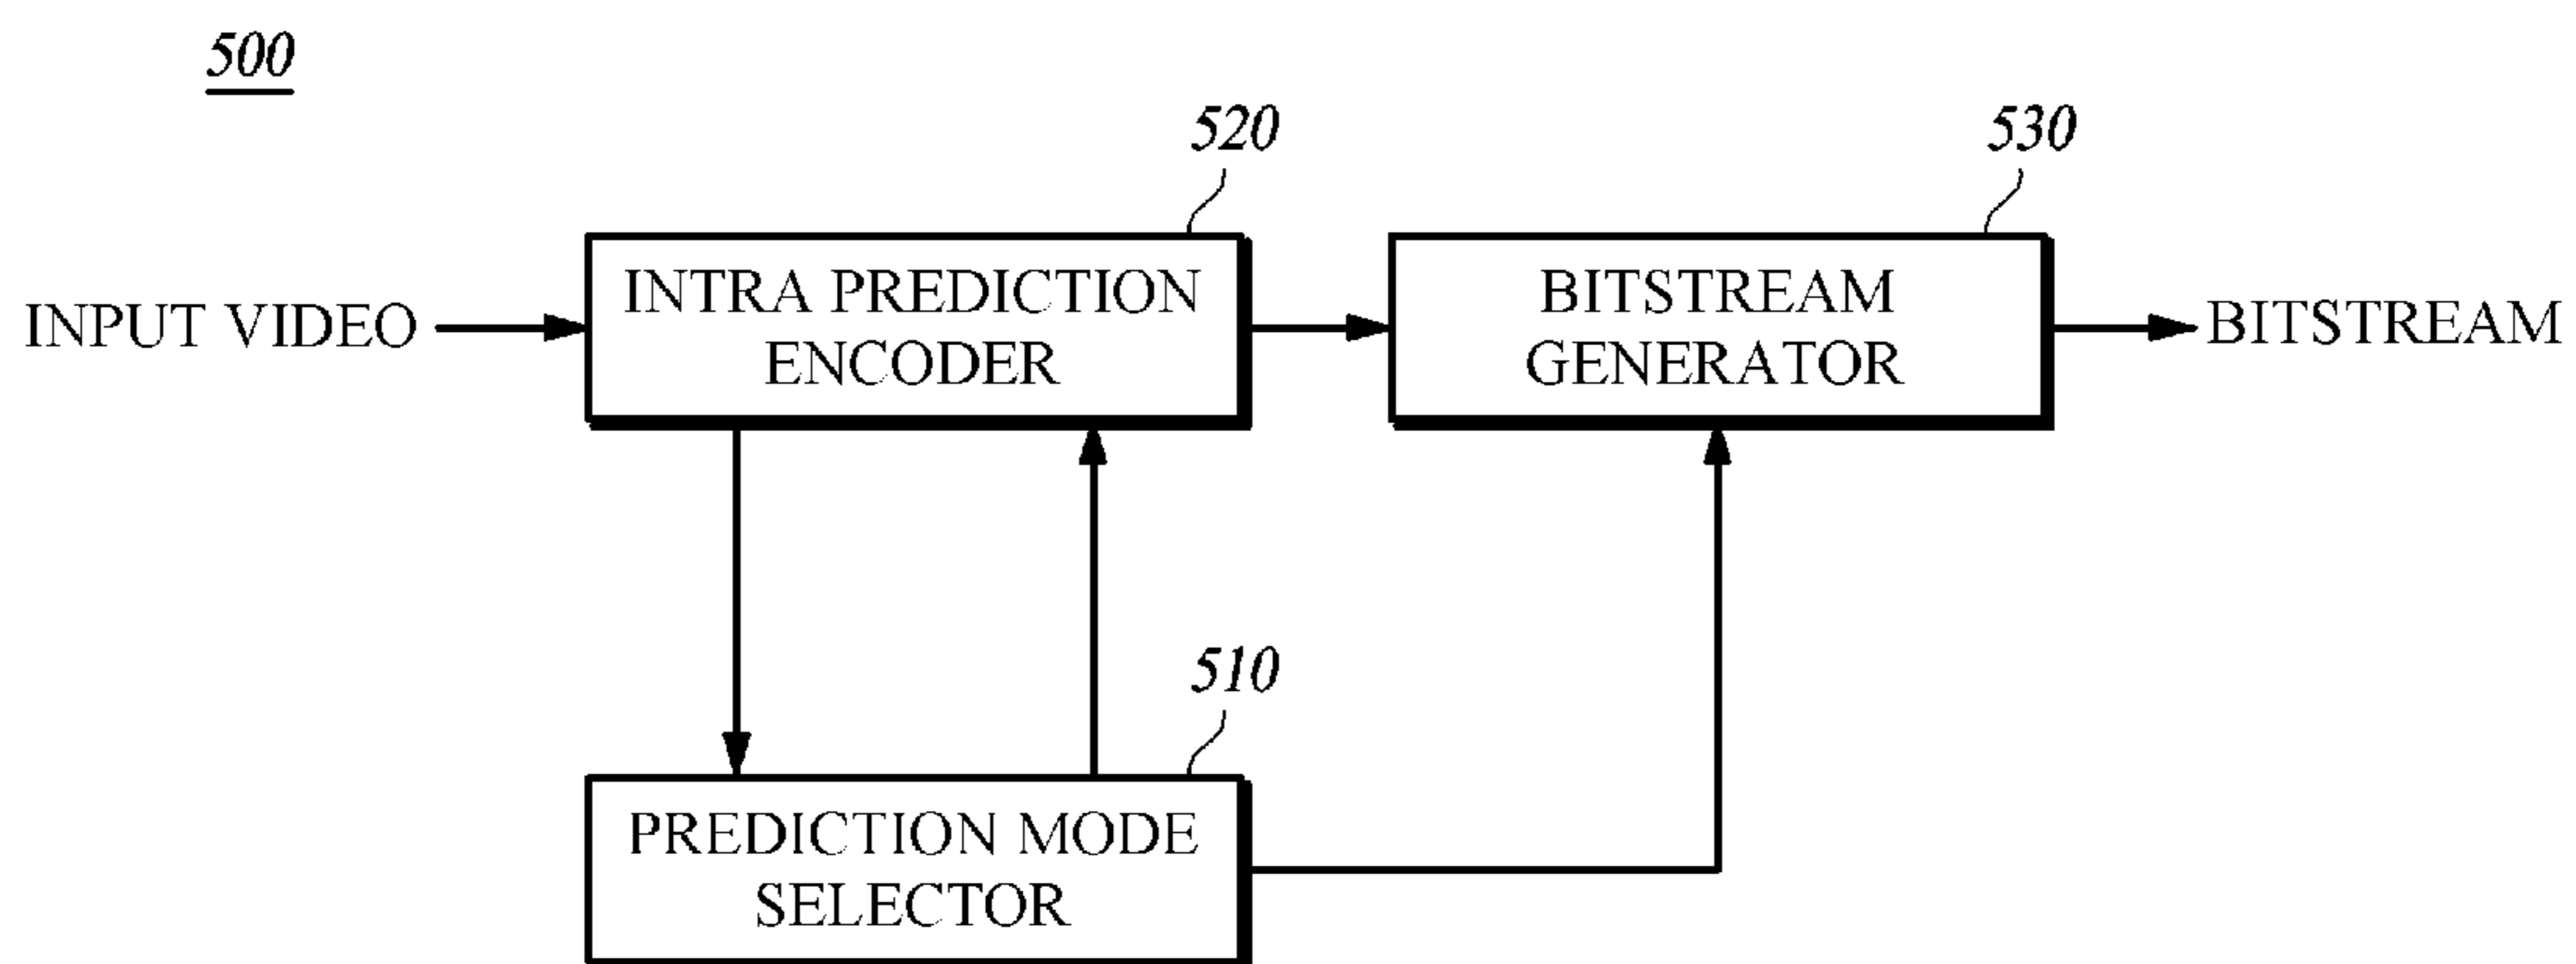 500
520
530
INPUT VIDEO
INTRA PREDICTION
ENCODER
BITSTREAM
GENERATOR
BITSTREAM
510
PREDICTION MODE
SELECTOR